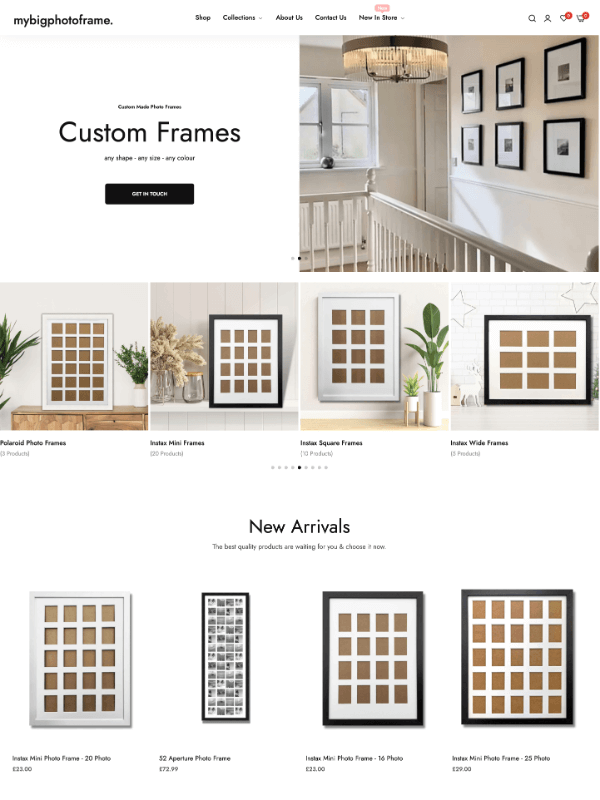 mybigphotoframe.
Shop Collections About Us Contact Us New In Store
New
0 0
Custom Made Photo Frames
Custom Frames
any shape - any size - any colour
GET IN TOUCH
Polaroid Photo Frames Instax Mini Frames Instax Square Frames Instax Wide Frames
(3 Products) (20 Products) (10 Products) (5 Products)
New Arrivals
The best quality products are waiting for you & choose it now.
Instax Mini Photo Frame - 20 Photo 52 Aperture Photo Frame Instax Mini Photo Frame - 16 Photo Instax Mini Photo Frame - 25 Photo
£23.00 £72.99 £23.00 £29.00